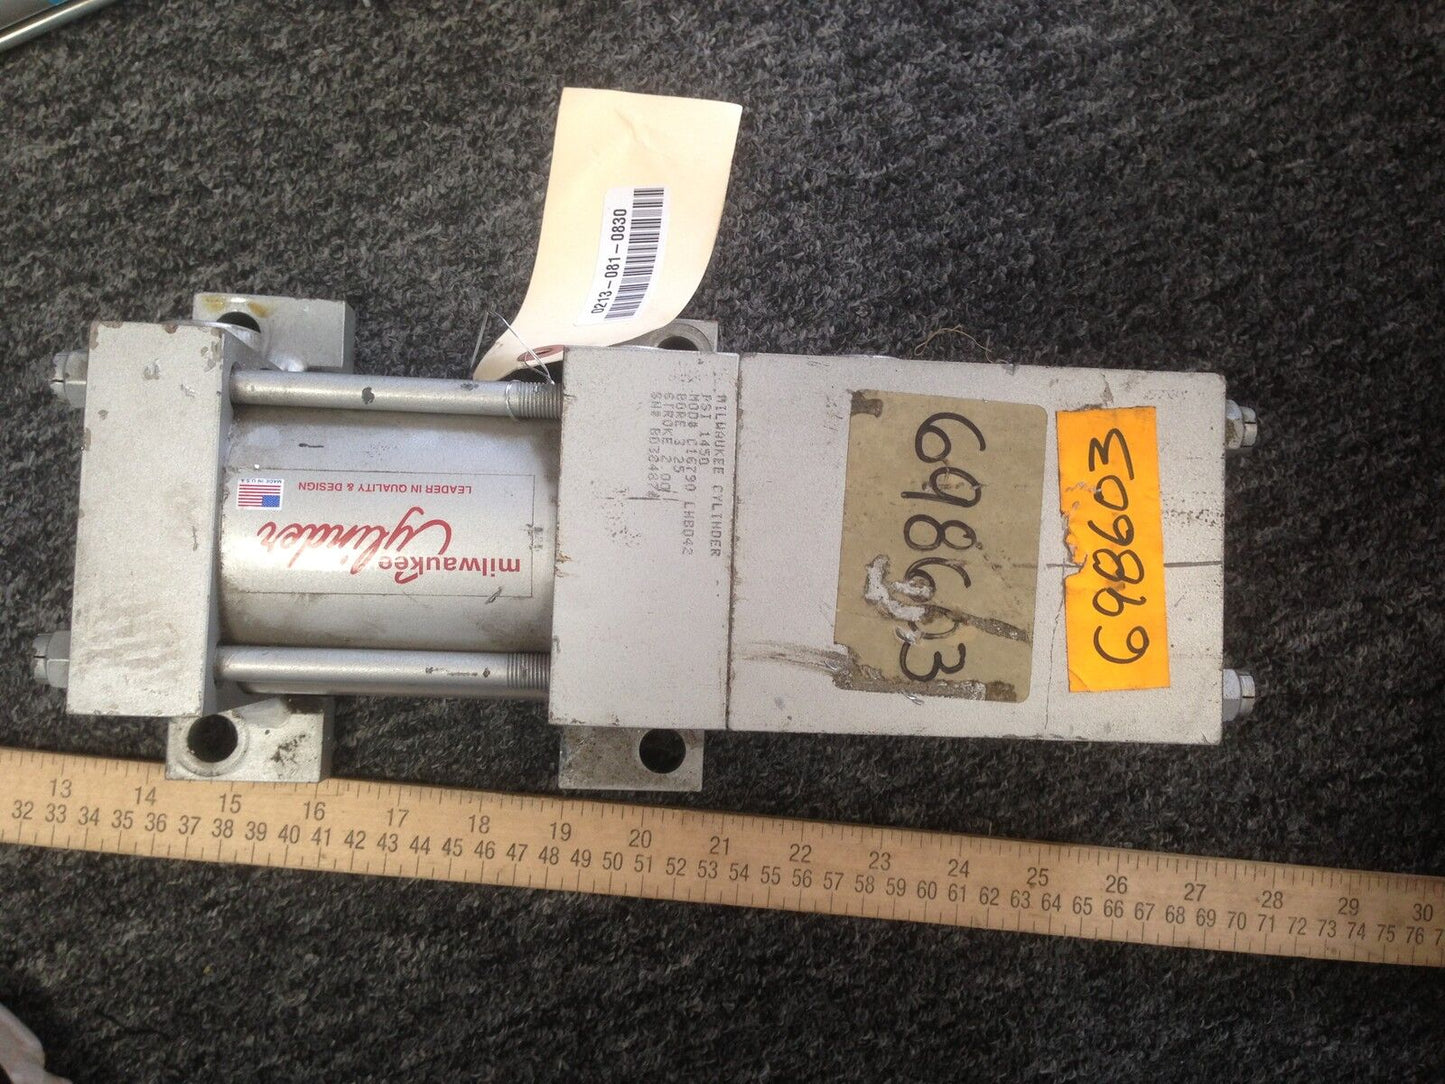 0213-081-0830
MILWAUKEE CYLINDER
PSI 1450
MOD# L16790 LHB042
BORE 3.25
STROKE 2.00
698603
698603
milwaukee
Cylinder
LEADER IN QUALITY & DESIGN
MADE IN U.S.A.
13 14 15 16 17 18 19 20 21 22 23 24 25 26 27 28 29 30
32 33 34 35 36 37 38 39 40 41 42 43 44 45 46 47 48 49 50 51 52 53 54 55 56 57 58 59 60 61 62 63 64 65 66 67 68 69 70 71 72 73 74 75 76